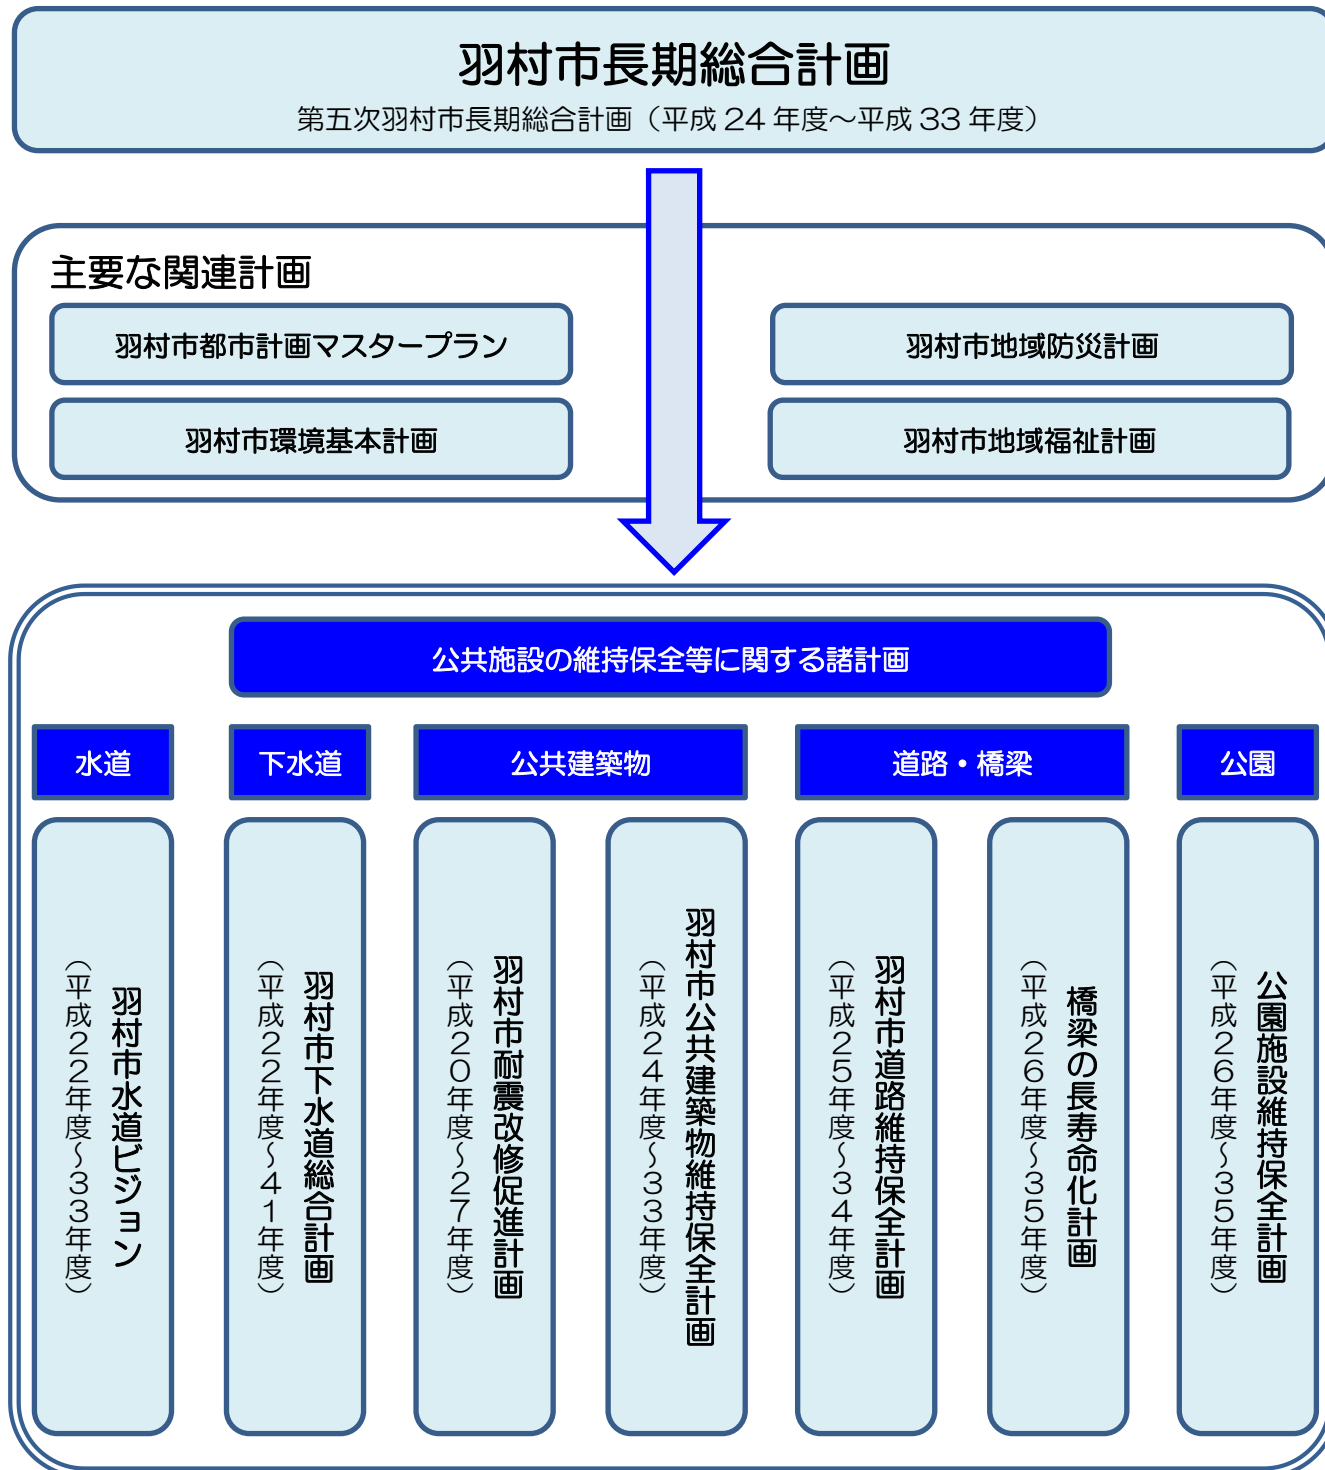 羽村市長期総合計画
第五次羽村市長期総合計画（平成 24 年度～平成 33 年度）
主要な関連計画
羽村市都市計画マスタープラン
羽村市地域防災計画
羽村市環境基本計画
羽村市地域福祉計画
公共施設の維持保全等に関する諸計画
水道
下水道
公共建築物
道路・橋梁
公園
羽村市水道ビジョン
（平成２２年度～３３年度）
羽村市下水道総合計画
（平成２２年度～４１年度）
羽村市耐震改修促進計画
（平成２０年度～２７年度）
羽村市公共建築物維持保全計画
（平成２４年度～３３年度）
羽村市道路維持保全計画
（平成２５年度～３４年度）
橋梁の長寿命化計画
（平成２６年度～３５年度）
公園施設維持保全計画
（平成２６年度～３５年度）